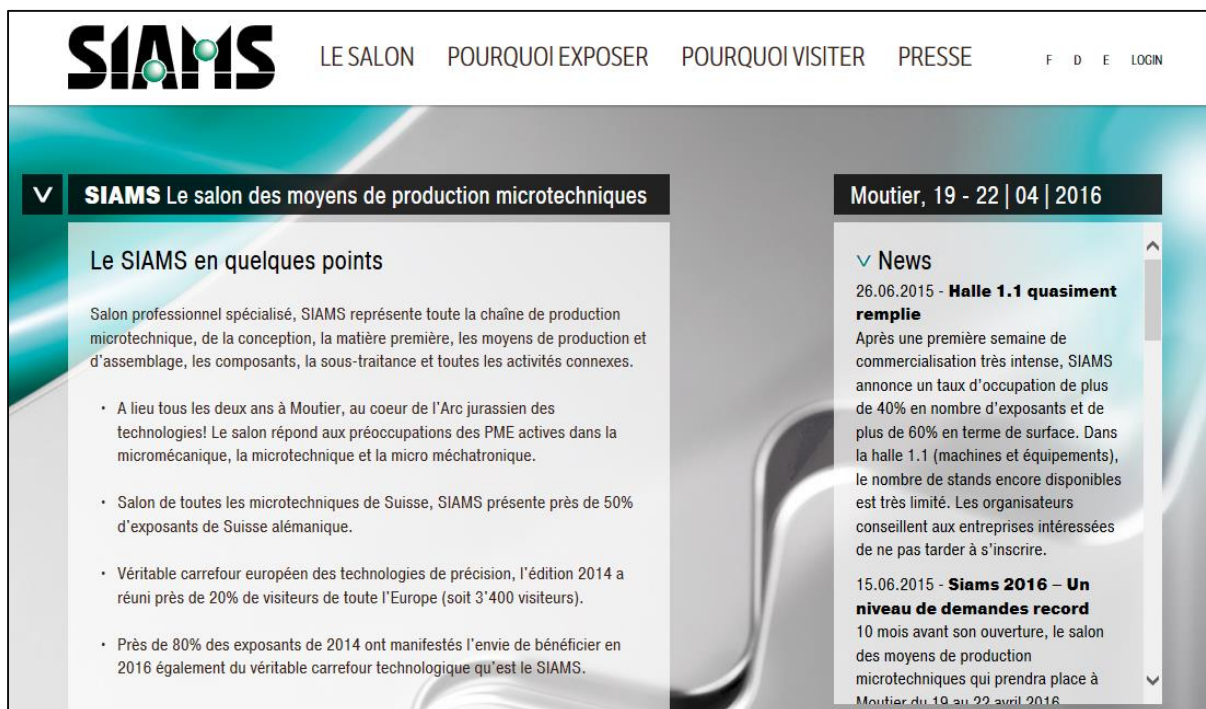 SIAMS
LE SALON POURQUOI EXPOSER POURQUOI VISITER PRESSE F D E LOGIN
SIAMS Le salon des moyens de production microtechniques
Le SIAMS en quelques points
Salon professionnel spécialisé, SIAMS représente toute la chaîne de production
microtechnique, de la conception, la matière première, les moyens de production et
d'assemblage, les composants, la sous-traitance et toutes les activités connexes.
• A lieu tous les deux ans à Moutier, au coeur de l'Arc jurassien des
technologies! Le salon répond aux préoccupations des PME actives dans la
micromécanique, la microtechnique et la micro méchatronique.
• Salon de toutes les microtechniques de Suisse, SIAMS présente près de 50%
d'exposants de Suisse alémanique.
• Véritable carrefour européen des technologies de précision, l'édition 2014 a
réuni près de 20% de visiteurs de toute l'Europe (soit 3'400 visiteurs).
• Près de 80% des exposants de 2014 ont manifestés l'envie de bénéficier en
2016 également du véritable carrefour technologique qu'est le SIAMS.
Moutier, 19 - 22 | 04 | 2016
News
26.06.2015 - Halle 1.1 quasiment
remplie
Après une première semaine de
commercialisation très intense, SIAMS
annonce un taux d'occupation de plus
de 40% en nombre d'exposants et de
plus de 60% en terme de surface. Dans
la halle 1.1 (machines et équipements),
le nombre de stands encore disponibles
est très limité. Les organisateurs
conseillent aux entreprises intéressées
de ne pas tarder à s'inscrire.
15.06.2015 - Siams 2016 – Un
niveau de demandes record
10 mois avant son ouverture, le salon
des moyens de production
microtechniques qui prendra place à
Moutier du 19 au 22 avril 2016